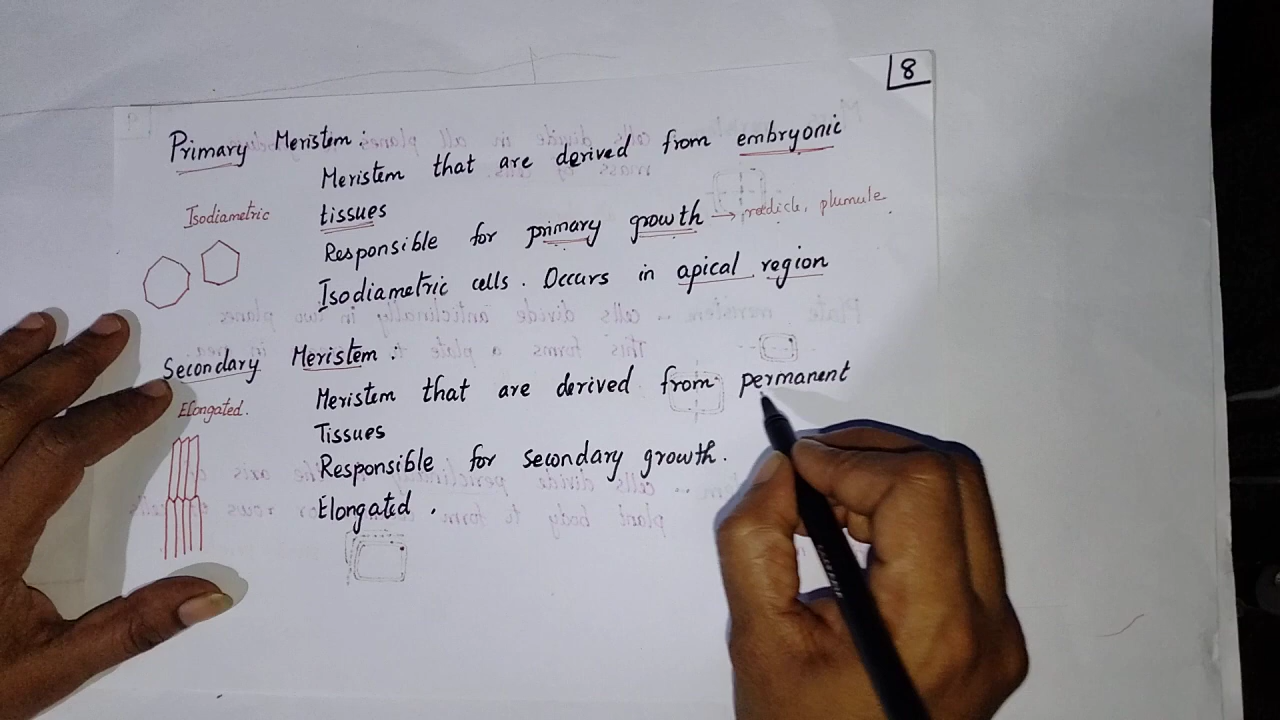 8
Primary Meristem :
Meristem that are derived from embryonic
Isodiametric
tissues
Responsible for primary growth → radicle, plumule
Isodiametric cells. Occurs in apical region
Secondary Meristem :
Meristem that are derived from permanent
Elongated.
Tissues
Responsible for secondary growth.
Elongated.